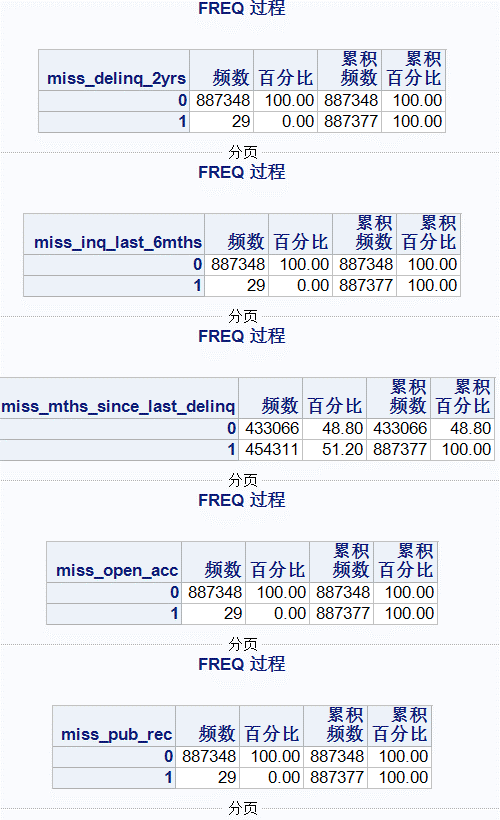 FREQ 过程
累积 累积
miss_delinq_2yrs 频数 百分比 频数 百分比
0 887348 100.00 887348 100.00
1 29 0.00 887377 100.00
分页
FREQ 过程
累积 累积
miss_inq_last_6mths 频数 百分比 频数 百分比
0 887348 100.00 887348 100.00
1 29 0.00 887377 100.00
分页
FREQ 过程
累积 累积
miss_mths_since_last_delinq 频数 百分比 频数 百分比
0 433066 48.80 433066 48.80
1 454311 51.20 887377 100.00
分页
FREQ 过程
累积 累积
miss_open_acc 频数 百分比 频数 百分比
0 887348 100.00 887348 100.00
1 29 0.00 887377 100.00
分页
FREQ 过程
累积 累积
miss_pub_rec 频数 百分比 频数 百分比
0 887348 100.00 887348 100.00
1 29 0.00 887377 100.00
分页